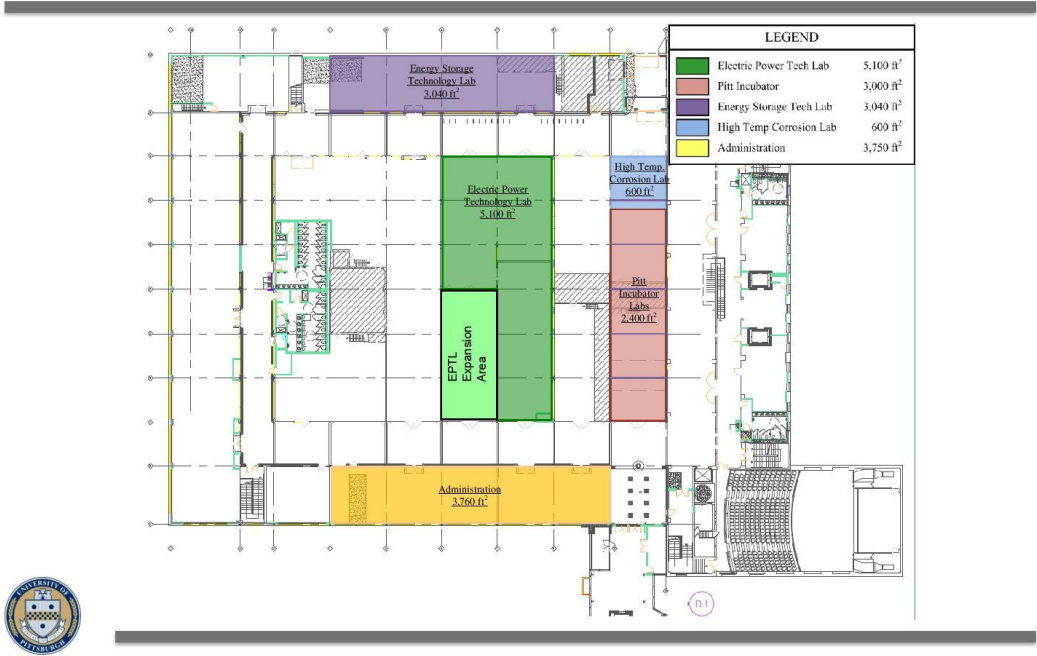 LEGEND
Electric Power Tech Lab 5,100 ft²
Pitt Incubator 3,000 ft²
Energy Storage Tech Lab 3,040 ft²
High Temp Corrosion Lab 600 ft²
Administration 3,750 ft²
Energy Storage
Technology Lab
3,040 ft²
High Temp.
Corrosion Lab
600 ft²
Electric Power
Technology Lab
5,100 ft²
Pitt
Incubator
Labs
2,400 ft²
EPTL
Expansion
Area
Administration
3,760 ft²
D.1
UNIVERSITY OF
PITTSBURGH